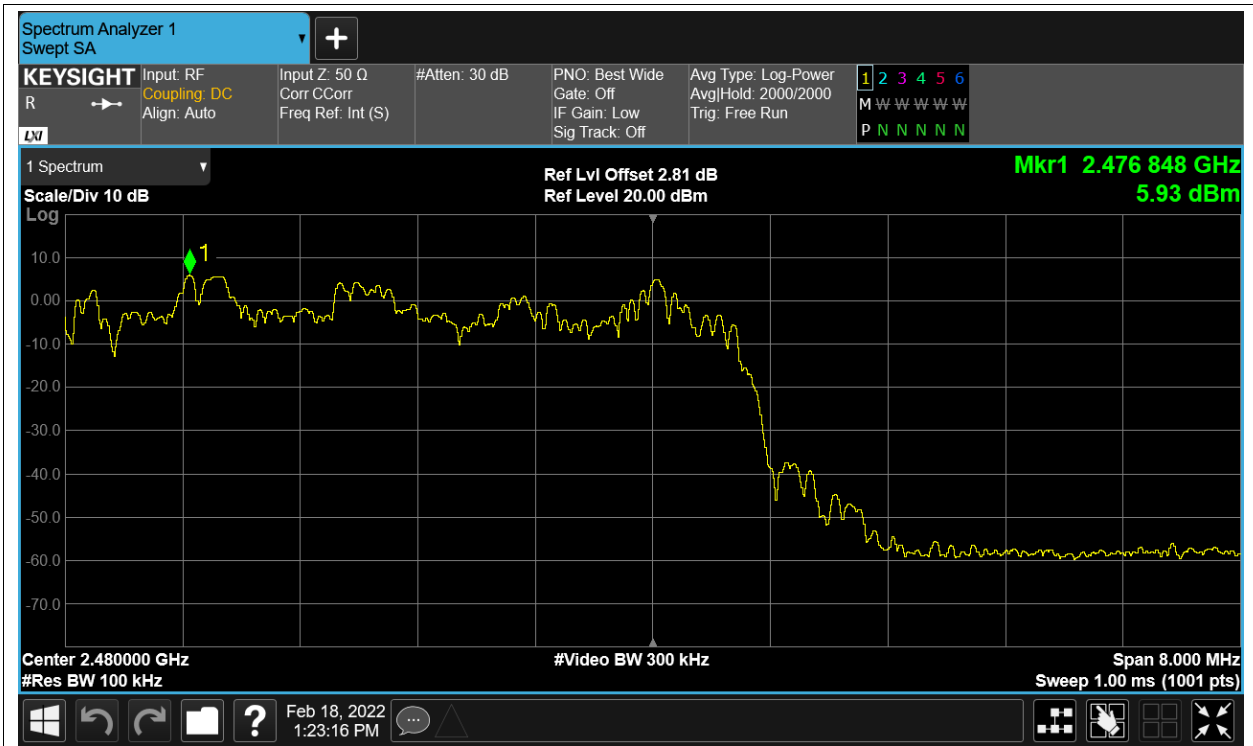 Spectrum Analyzer 1
Swept SA
+
KEYSIGHT
R
LXI
Input: RF
Coupling: DC
Align: Auto
Input Z: 50 Ω
Corr CCorr
Freq Ref: Int (S)
#Atten: 30 dB
PNO: Best Wide
Gate: Off
IF Gain: Low
Sig Track: Off
Avg Type: Log-Power
Avg|Hold: 2000/2000
Trig: Free Run
1 2 3 4 5 6
M W W W W W
P N N N N N
1 Spectrum
Scale/Div 10 dB
Log
Ref Lvl Offset 2.81 dB
Ref Level 20.00 dBm
Mkr1 2.476 848 GHz
5.93 dBm
1
10.0
0.00
-10.0
-20.0
-30.0
-40.0
-50.0
-60.0
-70.0
Center 2.480000 GHz
#Res BW 100 kHz
#Video BW 300 kHz
Span 8.000 MHz
Sweep 1.00 ms (1001 pts)
?
Feb 18, 2022
1:23:16 PM